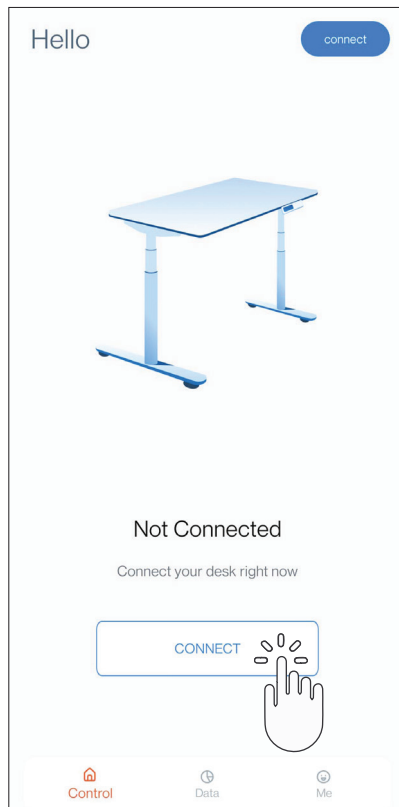 Hello
connect
Not Connected
Connect your desk right now
CONNECT
Control
Data
Me